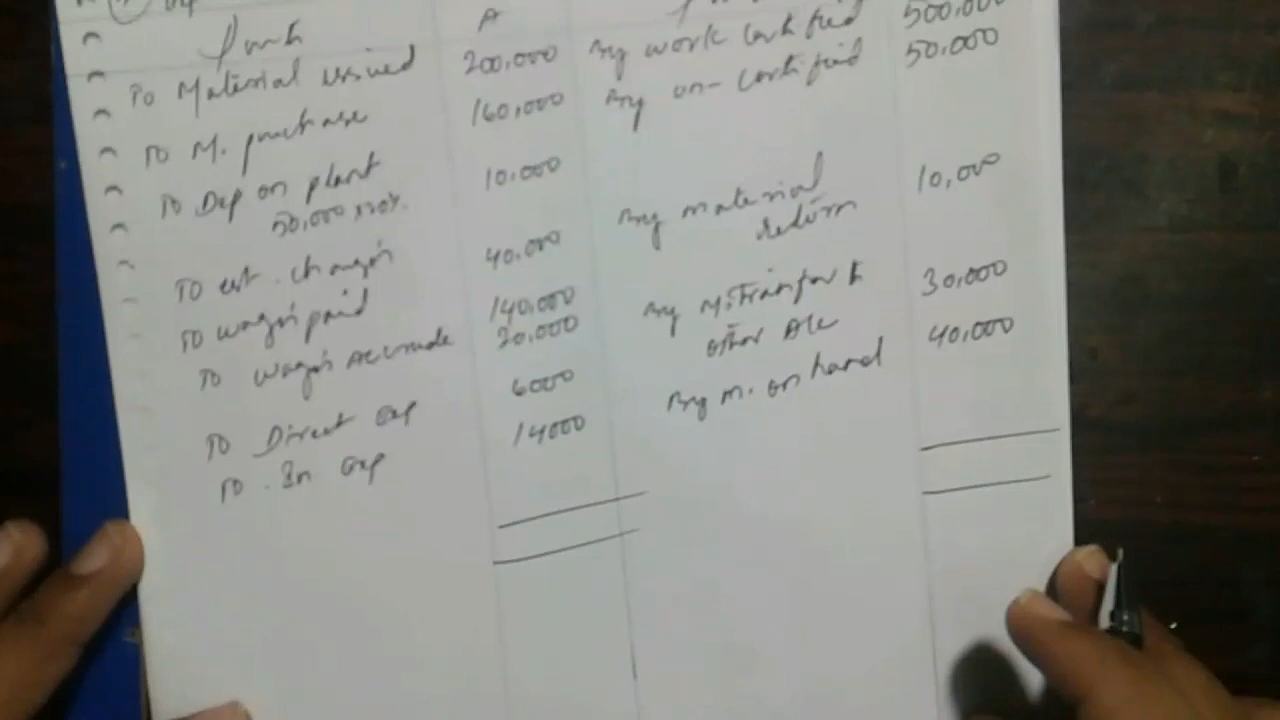 To Material issued 200,000 By work Certified 500,000
To M. purchase 160,000 By un-certified 50,000
To Dep on plant 10,000
50,000 x 20%.
By material return 10,000
To est. charges 40,000
To wages paid 140,000 By M. Transfer to other A/c 30,000
To wages Accrude 20,000
By M. on hand 40,000
To Direct Exp 6000
To In Exp 14000